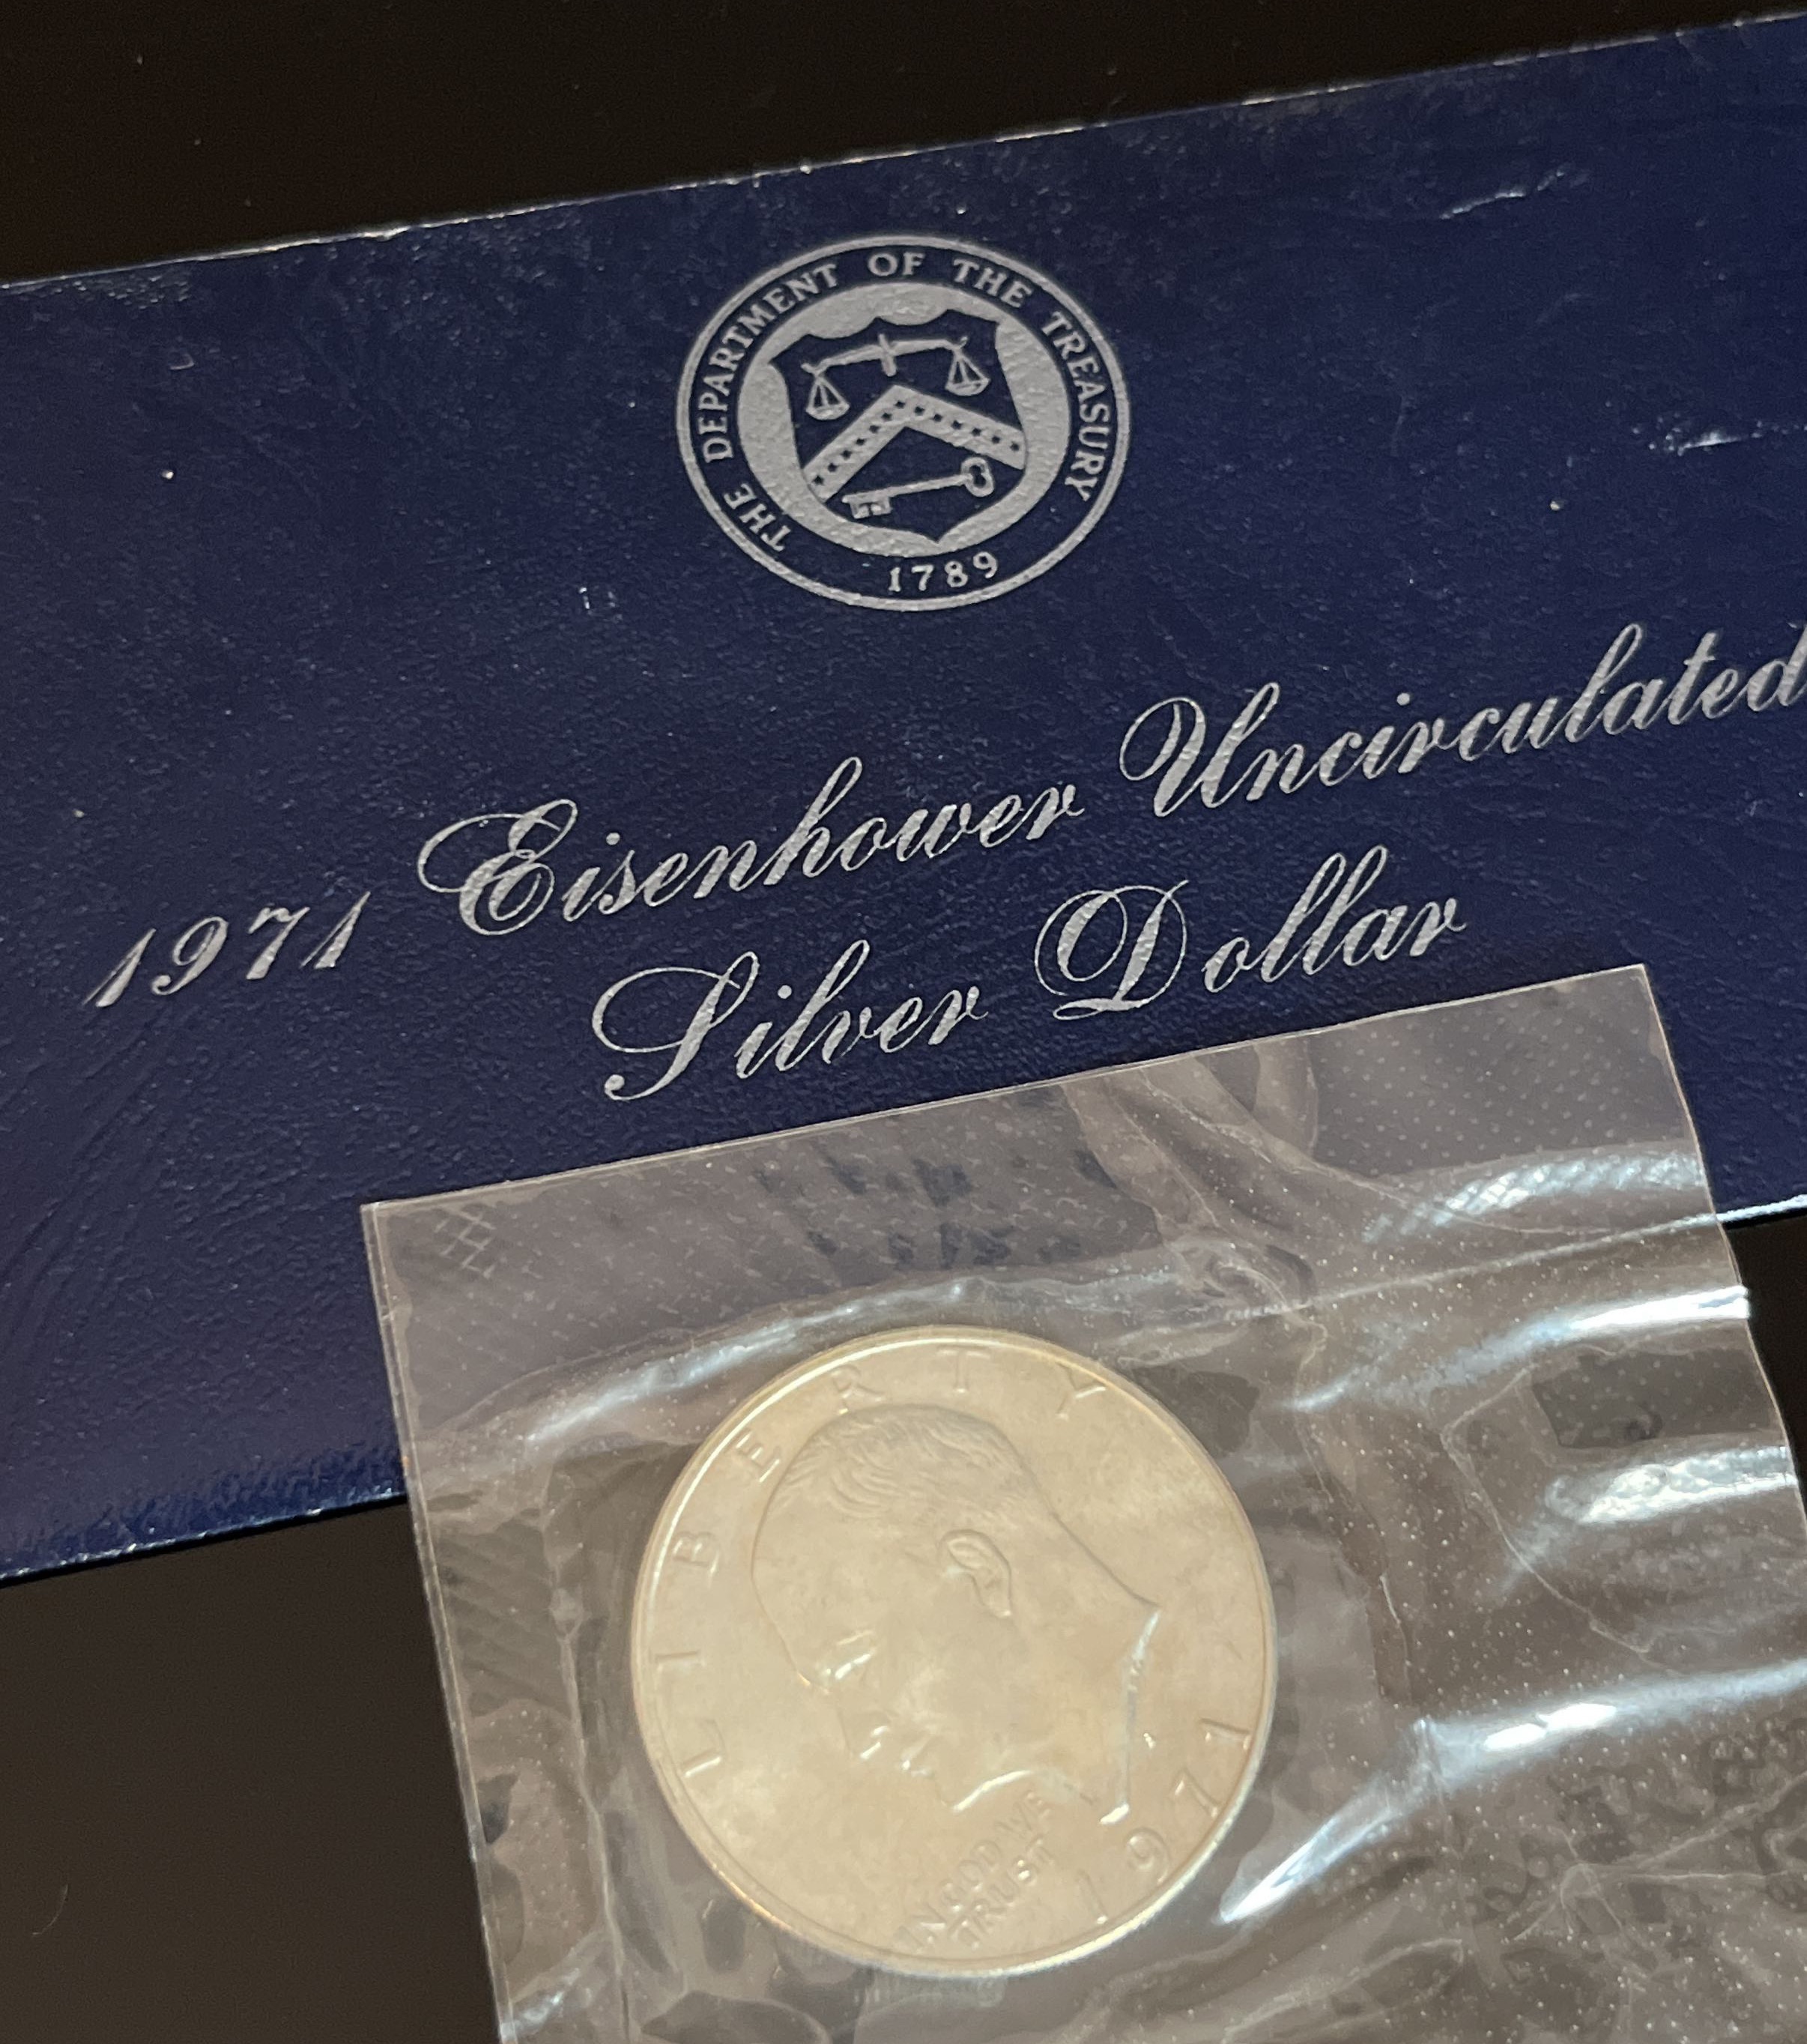 THE DEPARTMENT OF THE TREASURY
1789
1971 Eisenhower Uncirculated
Silver Dollar
LIBERTY
IN GOD WE
TRUST
1971